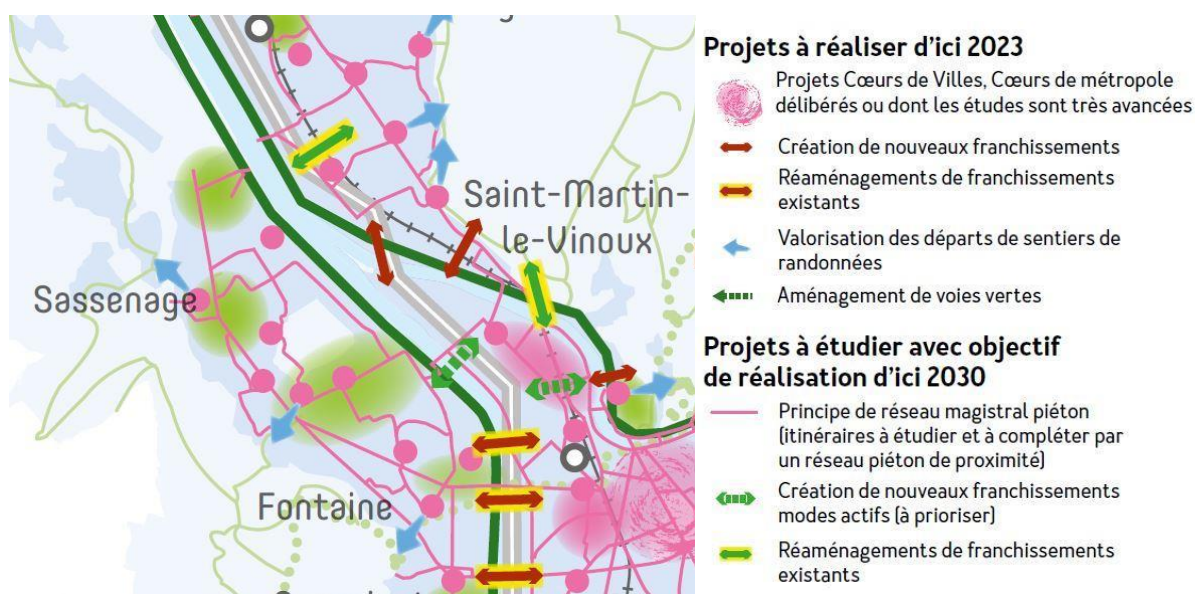 Saint-Martin-
le-Vinoux
Sassenage
Fontaine
Projets à réaliser d'ici 2023
Projets Cœurs de Villes, Cœurs de métropole
délibérés ou dont les études sont très avancées
Création de nouveaux franchissements
Réaménagements de franchissements
existants
Valorisation des départs de sentiers de
randonnées
Aménagement de voies vertes
Projets à étudier avec objectif
de réalisation d'ici 2030
Principe de réseau magistral piéton
(itinéraires à étudier et à compléter par
un réseau piéton de proximité)
Création de nouveaux franchissements
modes actifs (à prioriser)
Réaménagements de franchissements
existants